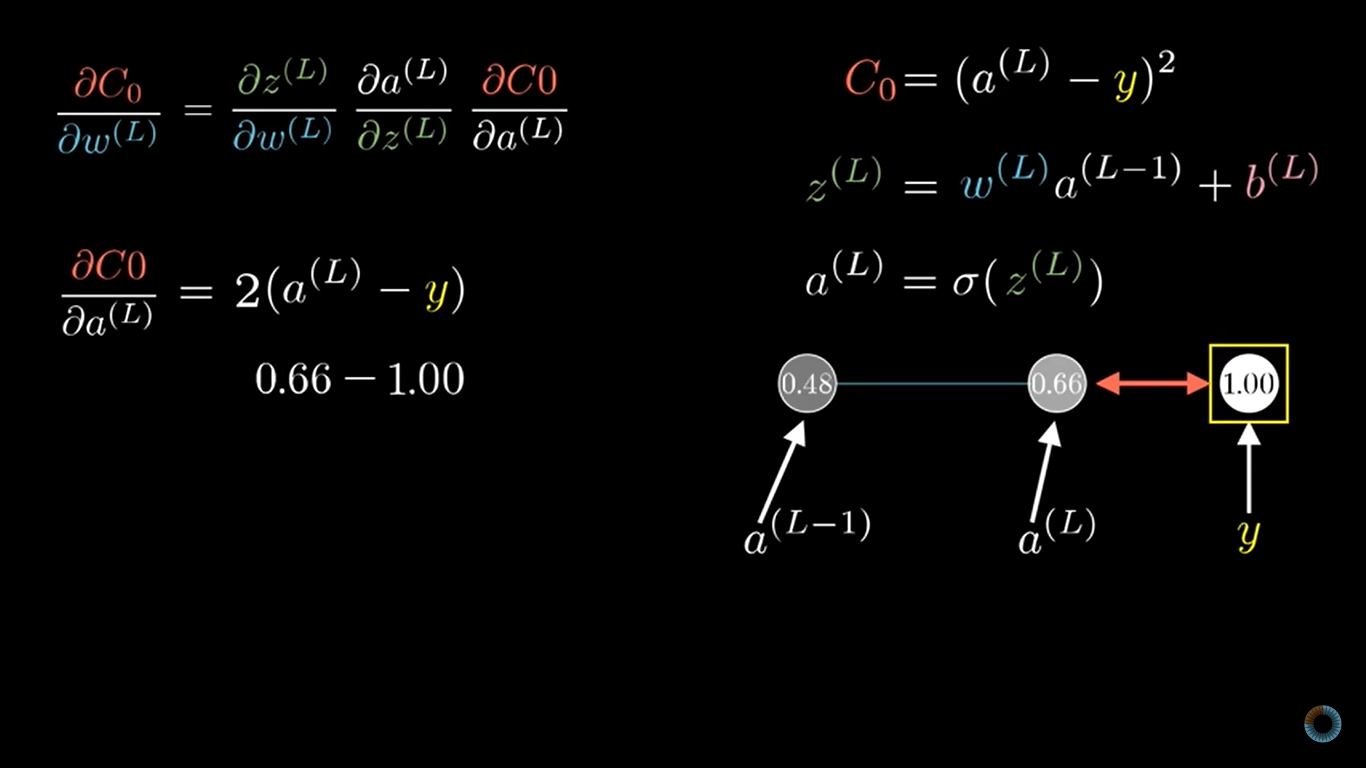 ∂C₀/∂w⁽ᴸ⁾ = ∂z⁽ᴸ⁾/∂w⁽ᴸ⁾ ∂a⁽ᴸ⁾/∂z⁽ᴸ⁾ ∂C0/∂a⁽ᴸ⁾
∂C0/∂a⁽ᴸ⁾ = 2(a⁽ᴸ⁾ − y)
0.66 − 1.00
C₀ = (a⁽ᴸ⁾ − y)²
z⁽ᴸ⁾ = w⁽ᴸ⁾a⁽ᴸ⁻¹⁾ + b⁽ᴸ⁾
a⁽ᴸ⁾ = σ(z⁽ᴸ⁾)
0.48 0.66 1.00
a⁽ᴸ⁻¹⁾ a⁽ᴸ⁾ y